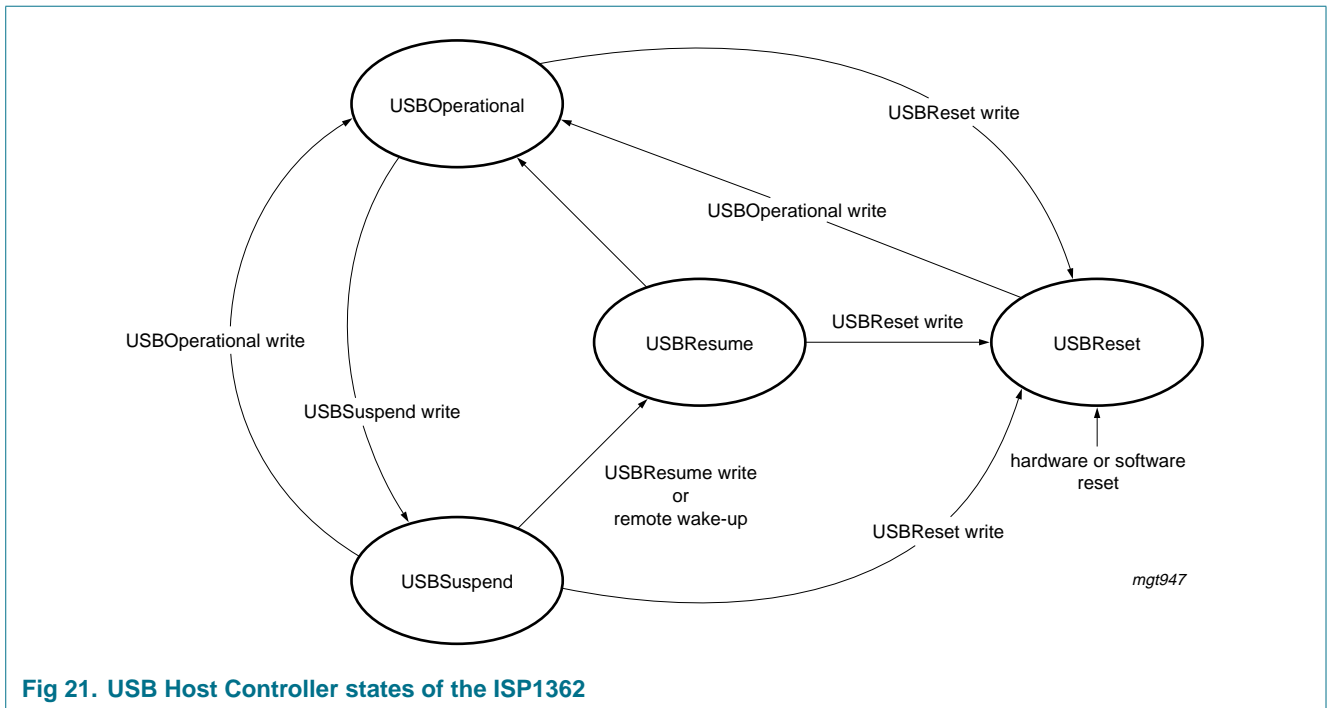 USBOperational
USBReset write
USBOperational write
USBOperational write
USBResume
USBReset write
USBReset
USBSuspend write
USBResume write
or
remote wake-up
hardware or software
reset
USBReset write
USBSuspend
mgt947
Fig 21. USB Host Controller states of the ISP1362